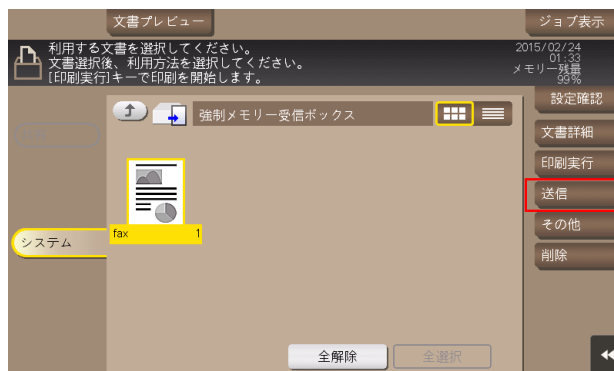 文書プレビュー
ジョブ表示
利用する文書を選択してください。
文書選択後、利用方法を選択してください。
[印刷実行]キーで印刷を開始します。
2015/02/24
01:33
メモリー残量
99%
設定確認
強制メモリー受信ボックス
文書詳細
印刷実行
送信
その他
削除
システム
fax 1
全解除
全選択